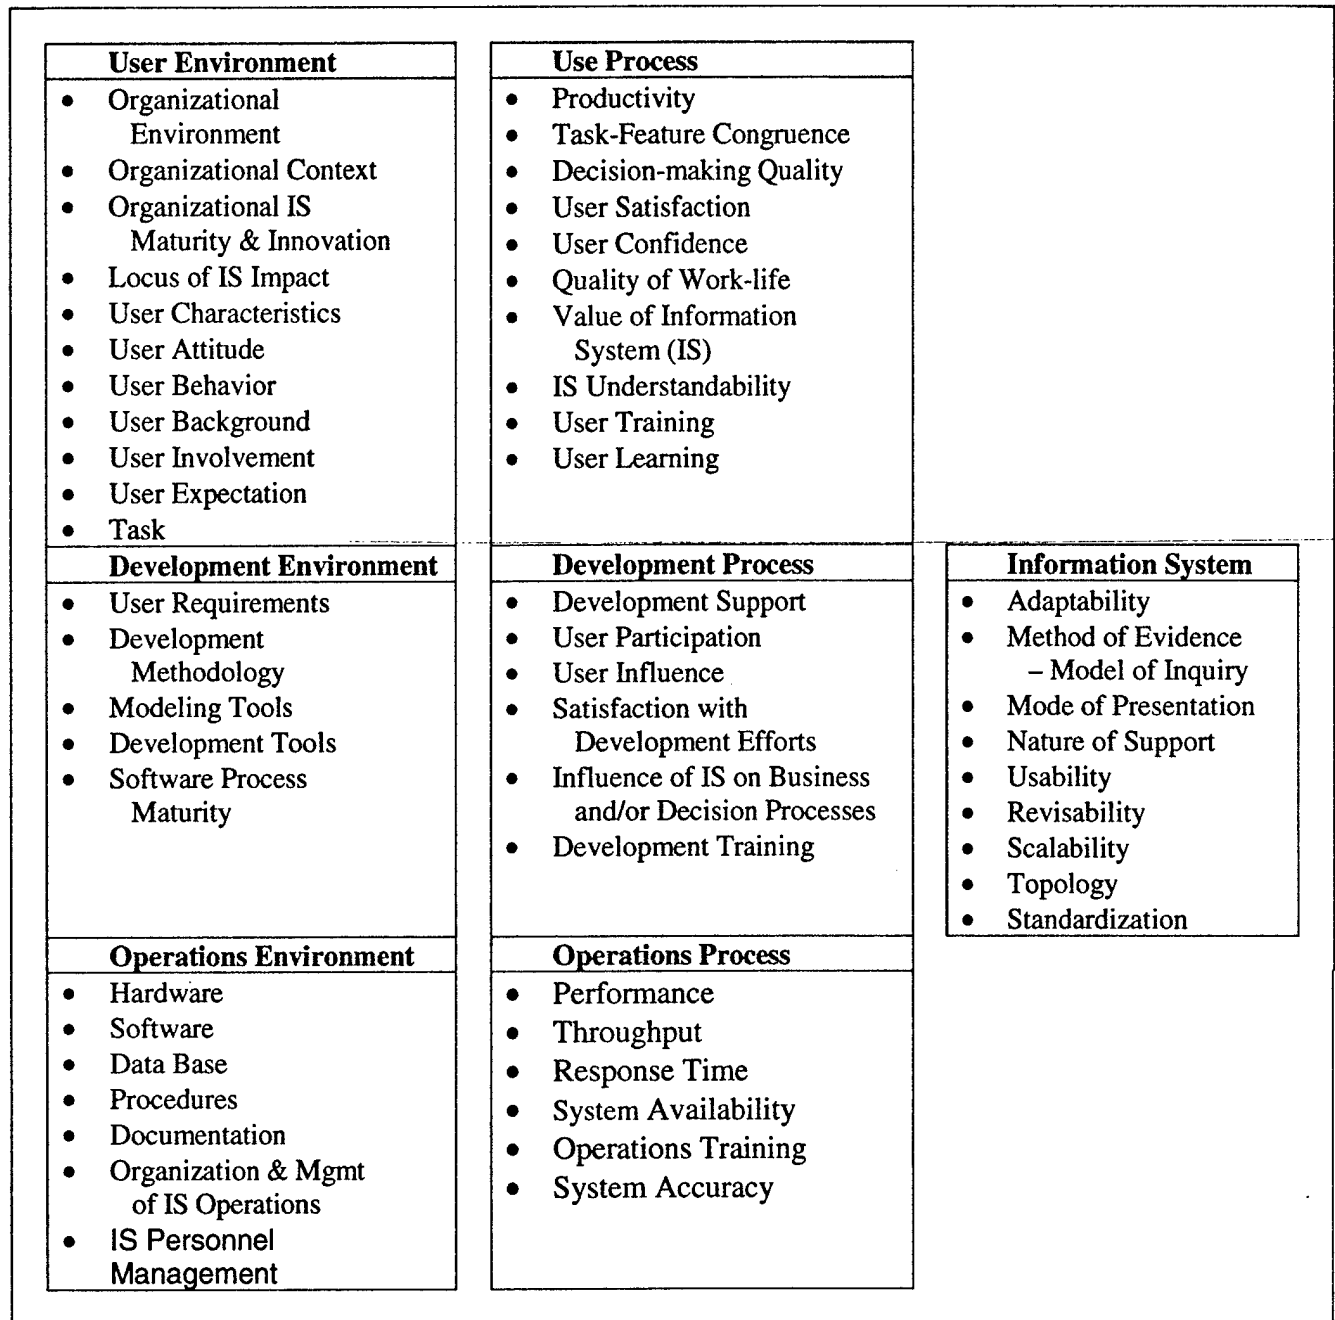 User Environment
• Organizational
Environment
• Organizational Context
• Organizational IS
Maturity & Innovation
• Locus of IS Impact
• User Characteristics
• User Attitude
• User Behavior
• User Background
• User Involvement
• User Expectation
• Task
Use Process
• Productivity
• Task-Feature Congruence
• Decision-making Quality
• User Satisfaction
• User Confidence
• Quality of Work-life
• Value of Information
System (IS)
• IS Understandability
• User Training
• User Learning
Development Environment
• User Requirements
• Development
Methodology
• Modeling Tools
• Development Tools
• Software Process
Maturity
Development Process
• Development Support
• User Participation
• User Influence
• Satisfaction with
Development Efforts
• Influence of IS on Business
and/or Decision Processes
• Development Training
Information System
• Adaptability
• Method of Evidence
– Model of Inquiry
• Mode of Presentation
• Nature of Support
• Usability
• Revisability
• Scalability
• Topology
• Standardization
Operations Environment
• Hardware
• Software
• Data Base
• Procedures
• Documentation
• Organization & Mgmt
of IS Operations
• IS Personnel
Management
Operations Process
• Performance
• Throughput
• Response Time
• System Availability
• Operations Training
• System Accuracy